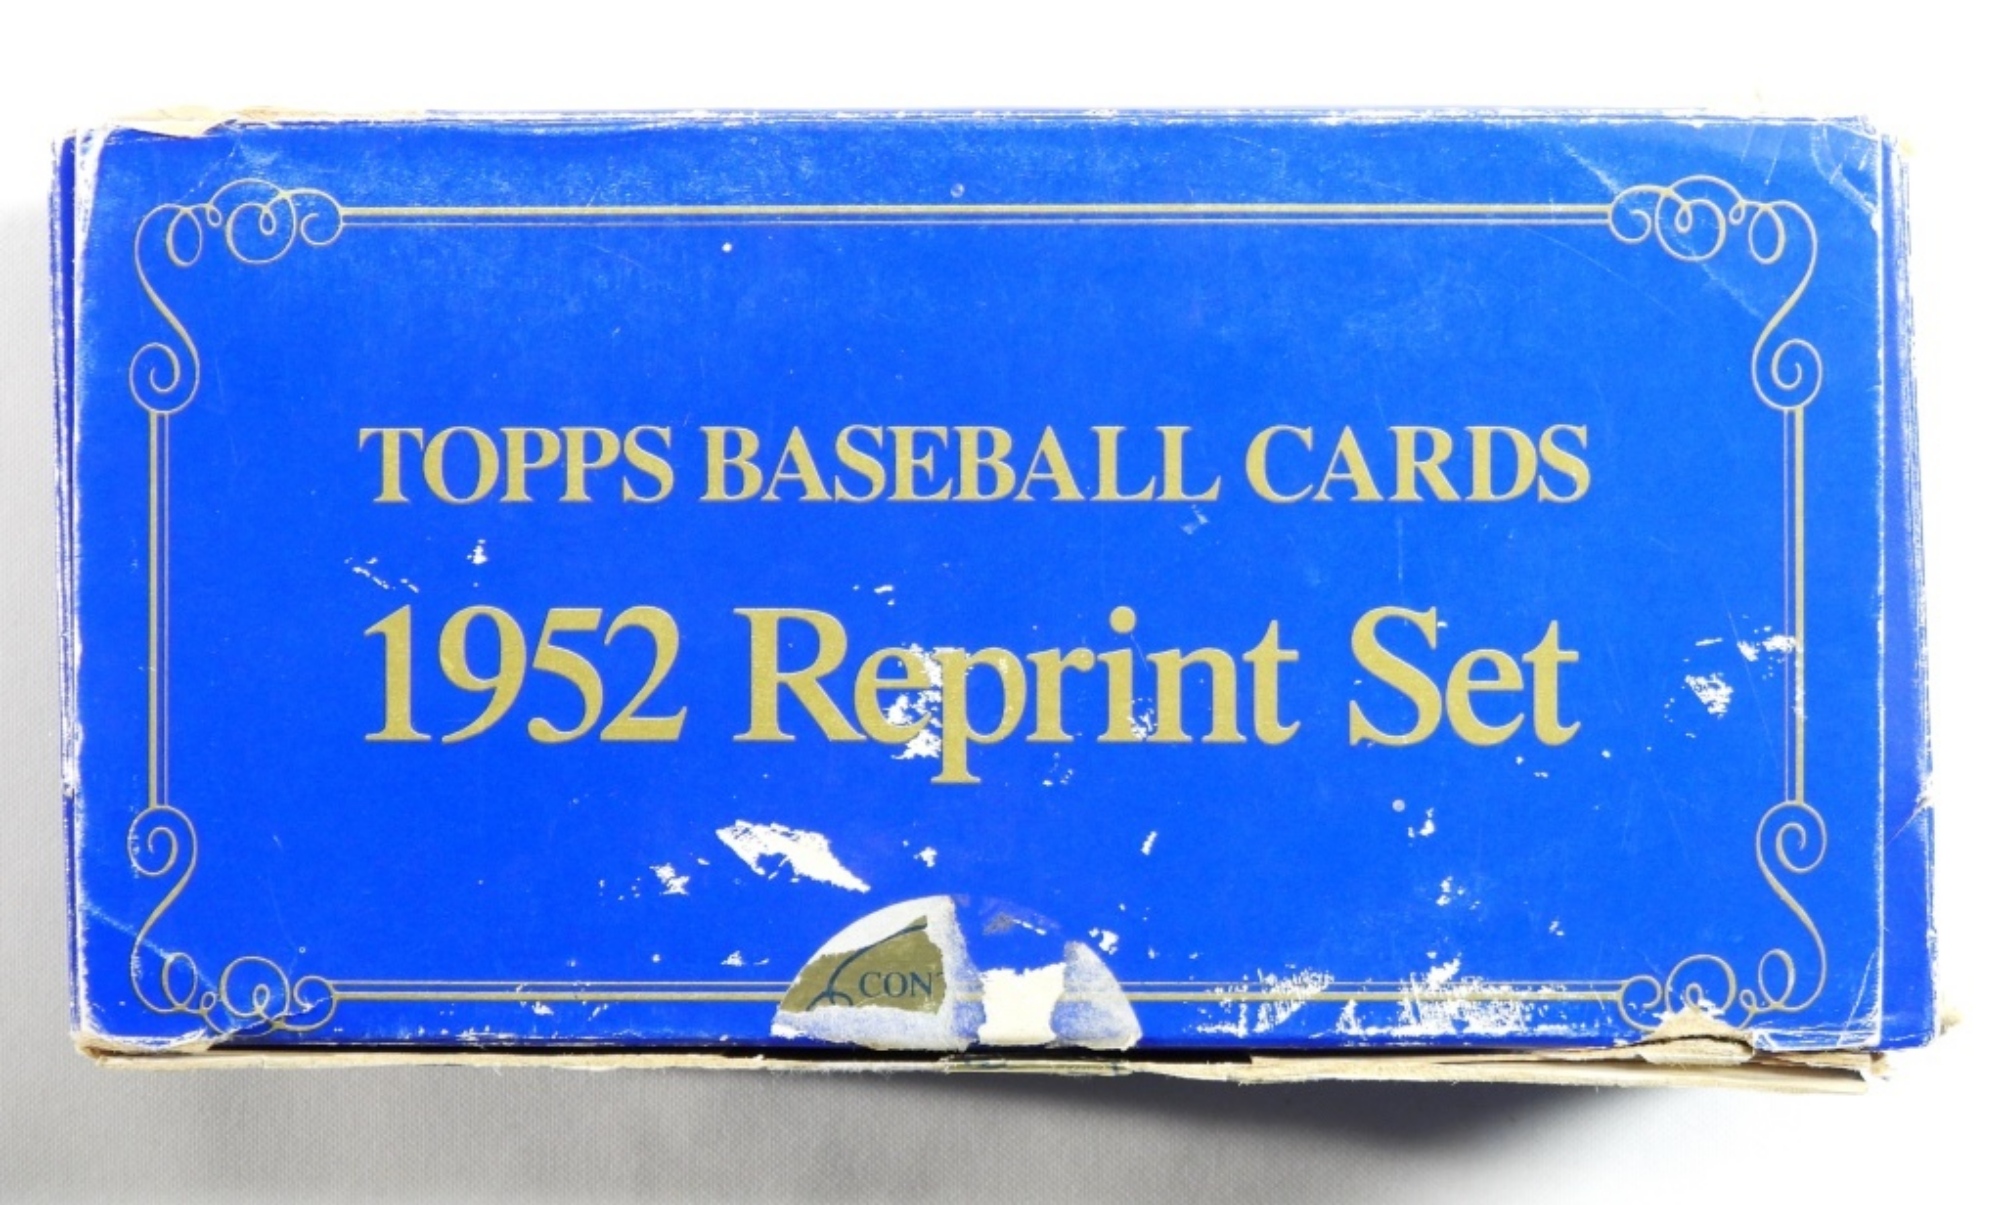 TOPPS BASEBALL CARDS
1952 Reprint Set
CON